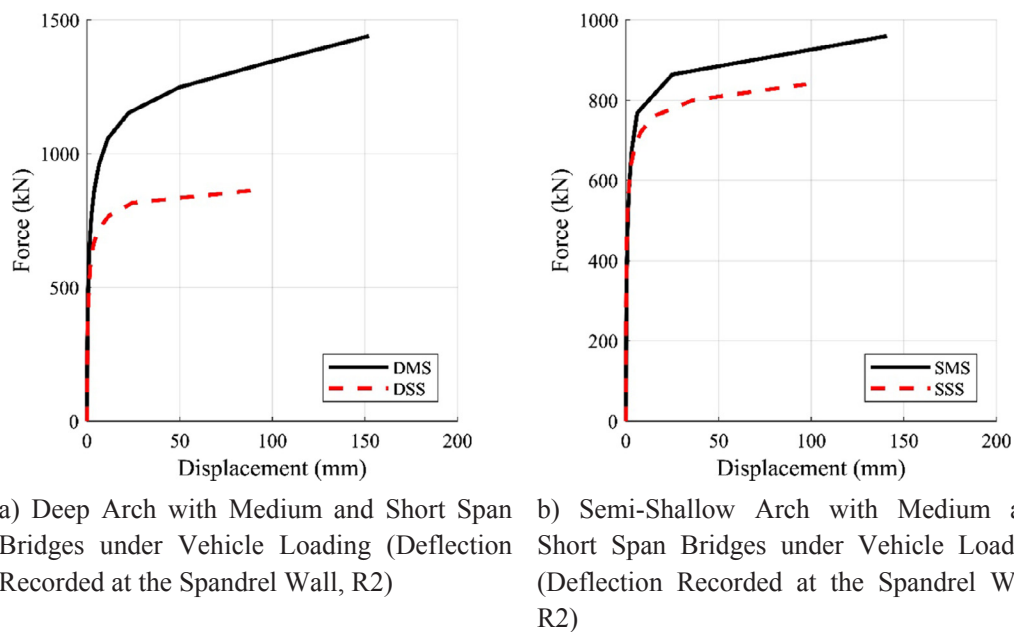 1500
1000
500
0
Force (kN)
DMS
DSS
0 50 100 150 200
Displacement (mm)
1000
800
600
400
200
0
Force (kN)
SMS
SSS
0 50 100 150 200
Displacement (mm)
a) Deep Arch with Medium and Short Span
Bridges under Vehicle Loading (Deflection
Recorded at the Spandrel Wall, R2)
b) Semi-Shallow Arch with Medium a
Short Span Bridges under Vehicle Load
(Deflection Recorded at the Spandrel W
R2)